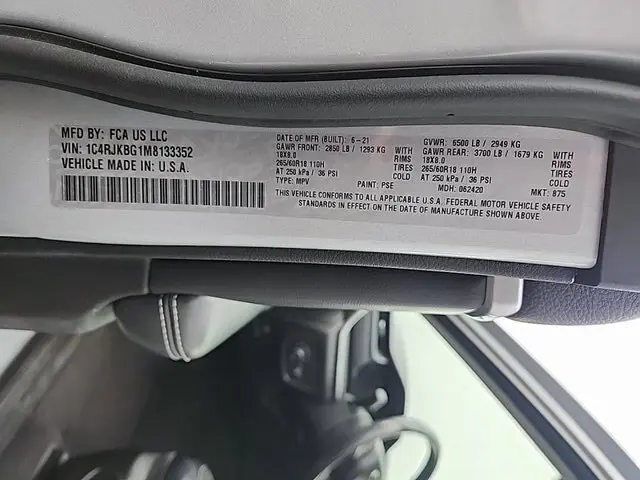 MFD BY: FCA US LLC
VIN: 1C4RJKBG1M8133352
VEHICLE MADE IN U.S.A.
DATE OF MFR (BUILT): 6-21
GAWR FRONT: 2850 LB / 1293 KG WITH
18X8.0 RIMS
265/60R18 110H TIRES
AT 250 kPa / 36 PSI COLD
TYPE: MPV PAINT: PSE
GVWR: 6500 LB / 2949 KG
GAWR REAR: 3700 LB / 1679 KG WITH
18X8.0 RIMS
265/60R18 110H TIRES
AT 250 kPa / 36 PSI COLD
MDH: 062420 MKT: 875
THIS VEHICLE CONFORMS TO ALL APPLICABLE U.S.A. FEDERAL MOTOR VEHICLE SAFETY
STANDARDS IN EFFECT ON THE DATE OF MANUFACTURE SHOWN ABOVE.